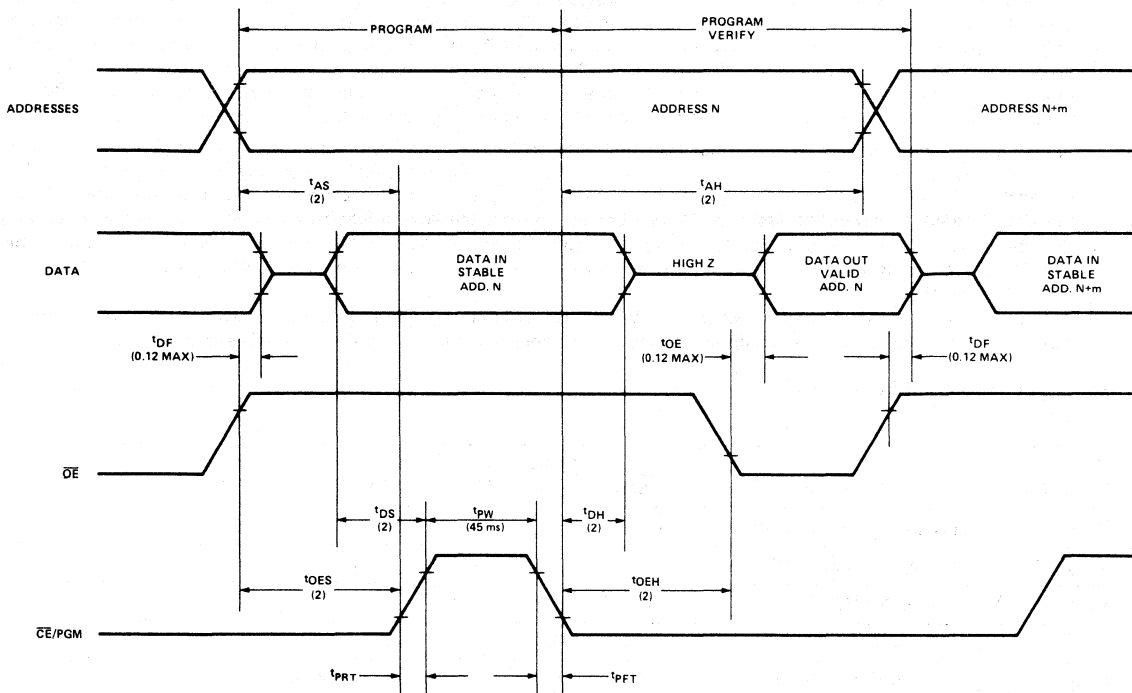 PROGRAM
PROGRAM
VERIFY
ADDRESSES
ADDRESS N
ADDRESS N+m
tAS
(2)
tAH
(2)
DATA
DATA IN
STABLE
ADD. N
HIGH Z
DATA OUT
VALID
ADD. N
DATA IN
STABLE
ADD. N+m
tDF
(0.12 MAX)
tOE
(0.12 MAX)
tDF
(0.12 MAX)
OE
tDS
(2)
tPW
(45 ms)
tDH
(2)
tOES
(2)
tOEH
(2)
CE/PGM
tPRT
tPFT